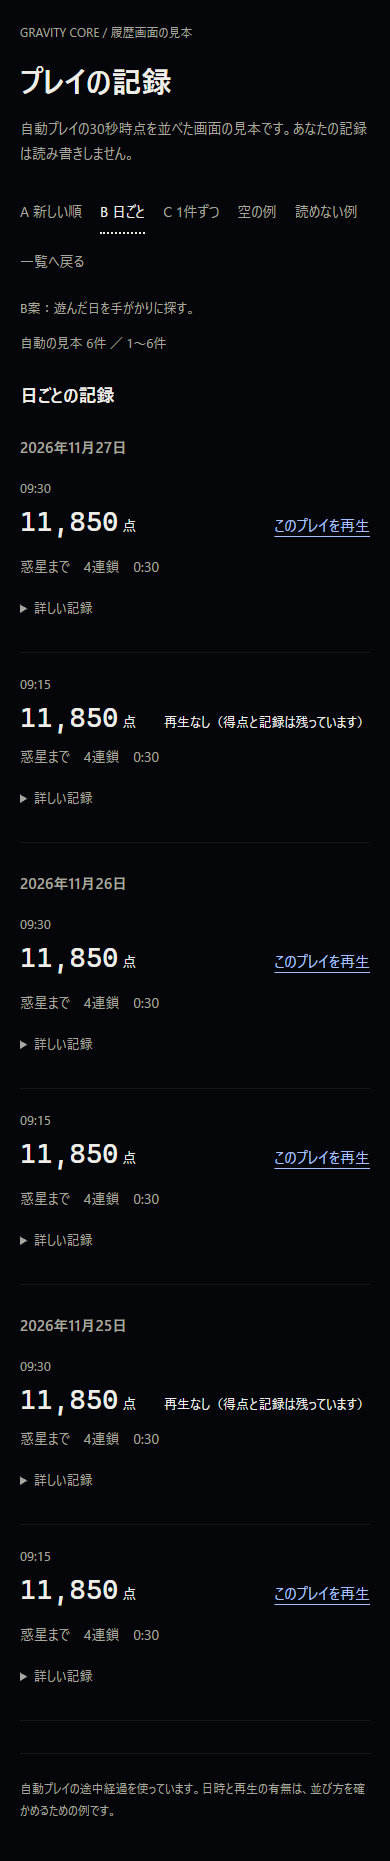 GRAVITY CORE / 履歴画面の見本
プレイの記録
自動プレイの30秒時点を並べた画面の見本です。あなたの記録
は読み書きしません。
A 新しい順 B 日ごと C 1件ずつ 空の例 読めない例
一覧へ戻る
B案：遊んだ日を手がかりに探す。
自動の見本 6件 ／ 1〜6件
日ごとの記録
2026年11月27日
09:30
11,850 点 このプレイを再生
惑星まで 4連鎖 0:30
▶ 詳しい記録
09:15
11,850 点 再生なし（得点と記録は残っています）
惑星まで 4連鎖 0:30
▶ 詳しい記録
2026年11月26日
09:30
11,850 点 このプレイを再生
惑星まで 4連鎖 0:30
▶ 詳しい記録
09:15
11,850 点 このプレイを再生
惑星まで 4連鎖 0:30
▶ 詳しい記録
2026年11月25日
09:30
11,850 点 再生なし（得点と記録は残っています）
惑星まで 4連鎖 0:30
▶ 詳しい記録
09:15
11,850 点 このプレイを再生
惑星まで 4連鎖 0:30
▶ 詳しい記録
自動プレイの途中経過を使っています。日時と再生の有無は、並び方を確
かめるための例です。